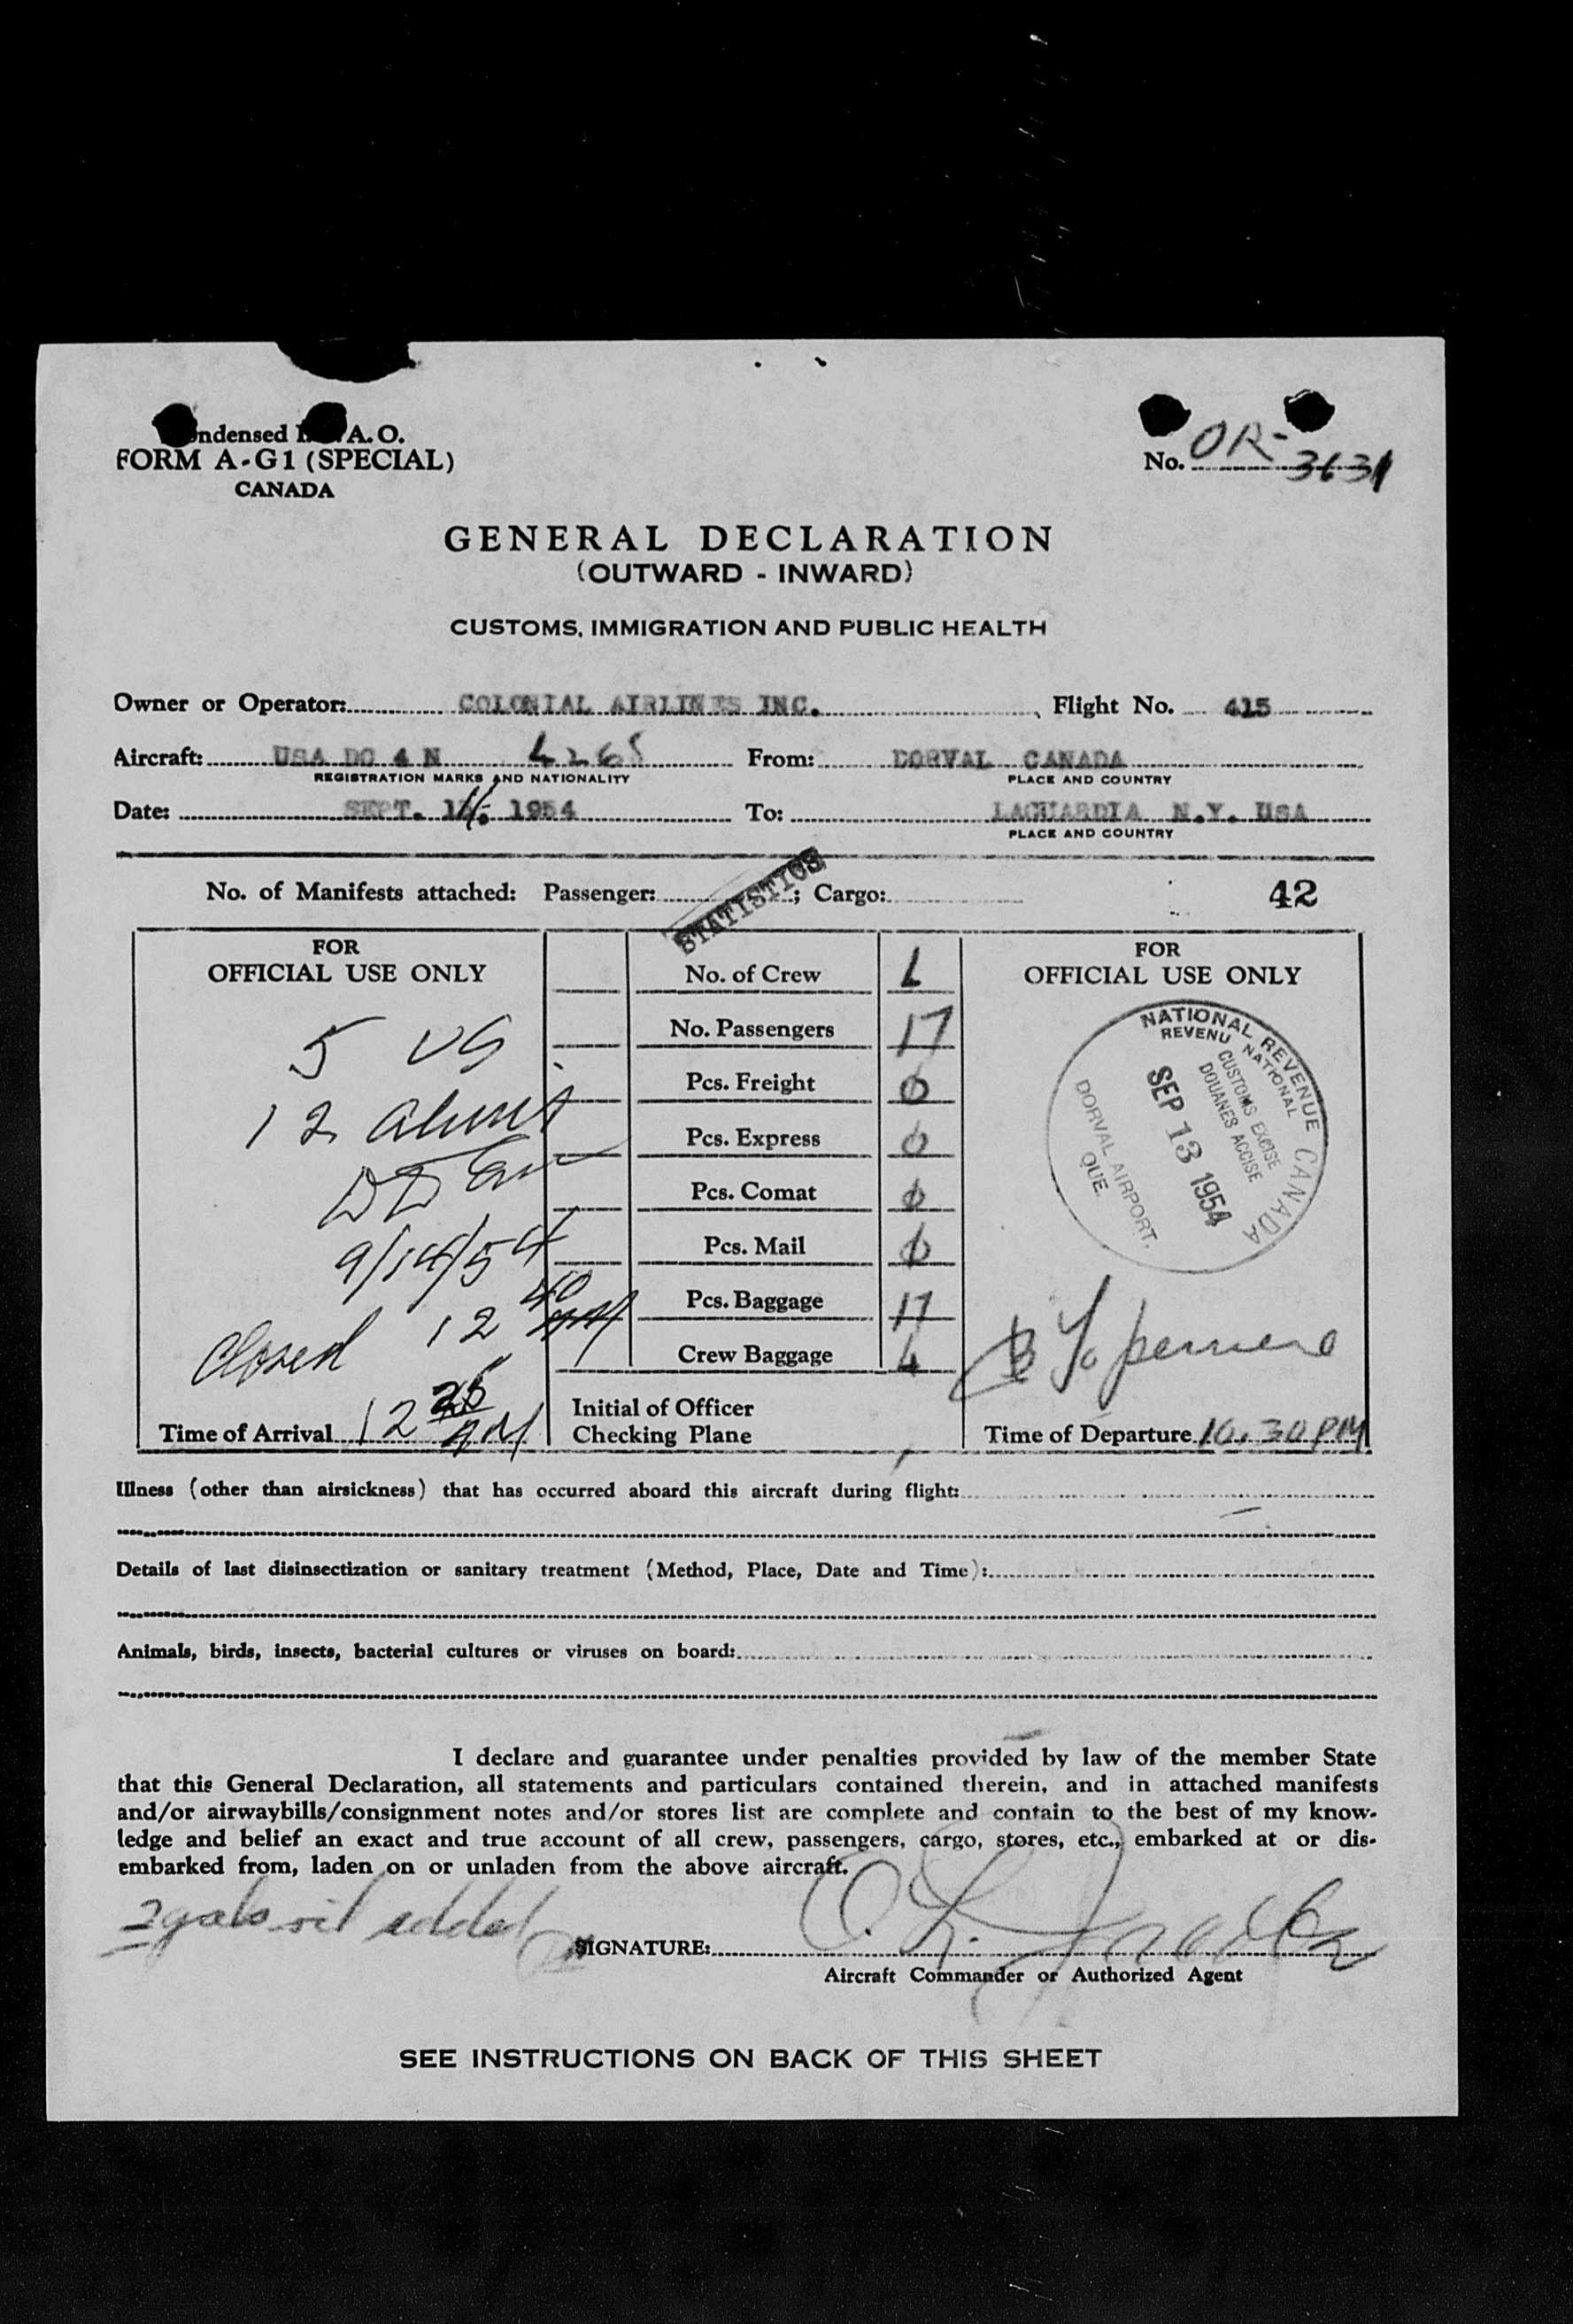 ndensed I. A. O.
FORM A-G1 (SPECIAL)
CANADA
No. OR-3631
GENERAL DECLARATION
(OUTWARD - INWARD)
CUSTOMS, IMMIGRATION AND PUBLIC HEALTH
Owner or Operator: COLONIAL AIRLINES INC. Flight No. 415
Aircraft: USA DC 4 N 4265 From: DORVAL CANADA
REGISTRATION MARKS AND NATIONALITY PLACE AND COUNTRY
Date: SEPT. 1954 To: LAGUARDIA N.Y. USA
PLACE AND COUNTRY
STATISTICS
No. of Manifests attached: Passenger: ; Cargo: 42
FOR
OFFICIAL USE ONLY
5 US
12 aliens
9/14/54
Closed 12 40
Time of Arrival 12 25 AM
No. of Crew
No. Passengers 17
Pcs. Freight 0
Pcs. Express 0
Pcs. Comat 0
Pcs. Mail 0
Pcs. Baggage 17
Crew Baggage 4
Initial of Officer
Checking Plane
FOR
OFFICIAL USE ONLY
NATIONAL REVENUE CANADA
REVENU NATIONAL
CUSTOMS EXCISE
DOUANES ACCISE
SEP 13 1954
DORVAL AIRPORT.
QUE.
Time of Departure 10.30 PM
Illness (other than airsickness) that has occurred aboard this aircraft during flight:
Details of last disinsectization or sanitary treatment (Method, Place, Date and Time):
Animals, birds, insects, bacterial cultures or viruses on board:
I declare and guarantee under penalties provided by law of the member State
that this General Declaration, all statements and particulars contained therein, and in attached manifests
and/or airwaybills/consignment notes and/or stores list are complete and contain to the best of my know-
ledge and belief an exact and true account of all crew, passengers, cargo, stores, etc., embarked at or dis-
embarked from, laden on or unladen from the above aircraft.
2 gals oil added
SIGNATURE:
Aircraft Commander or Authorized Agent
SEE INSTRUCTIONS ON BACK OF THIS SHEET